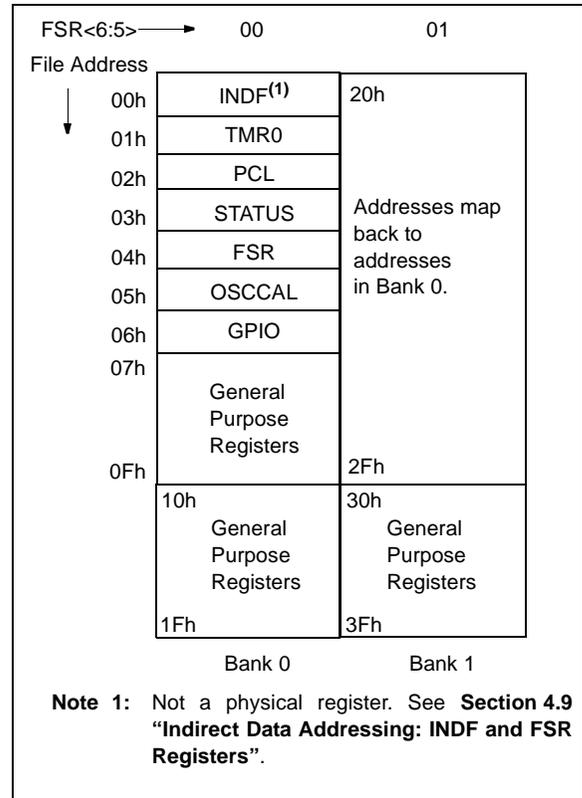 FSR<6:5> 00 01
File Address
00h INDF(1) 20h
01h TMR0
02h PCL
03h STATUS Addresses map
back to
04h FSR addresses
in Bank 0.
05h OSCCAL
06h GPIO
07h
General
Purpose
Registers
0Fh 2Fh
10h 30h
General General
Purpose Purpose
Registers Registers
1Fh 3Fh
Bank 0 Bank 1
Note 1: Not a physical register. See Section 4.9
“Indirect Data Addressing: INDF and FSR
Registers”.